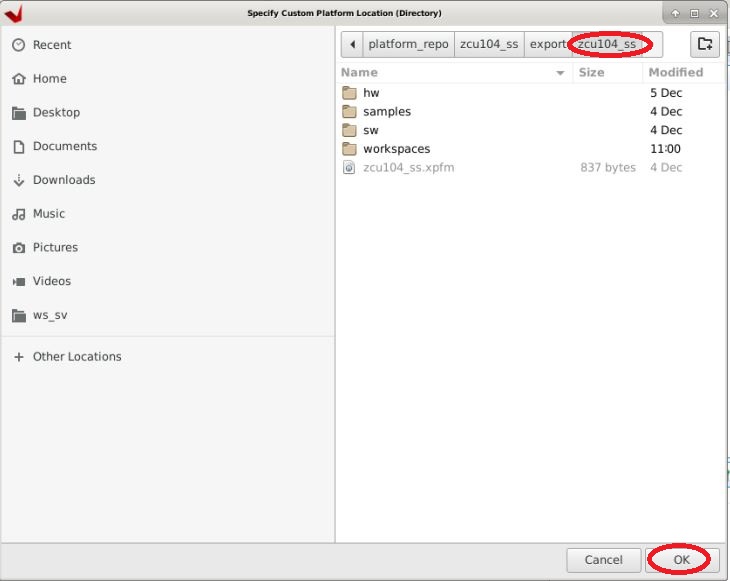 Specify Custom Platform Location (Directory)
Recent
Home
Desktop
Documents
Downloads
Music
Pictures
Videos
ws_sv
Other Locations
platform_repo zcu104_ss export zcu104_ss
Name Size Modified
hw 5 Dec
samples 4 Dec
sw 4 Dec
workspaces 11:00
zcu104_ss.xpfm 837 bytes 4 Dec
Cancel OK